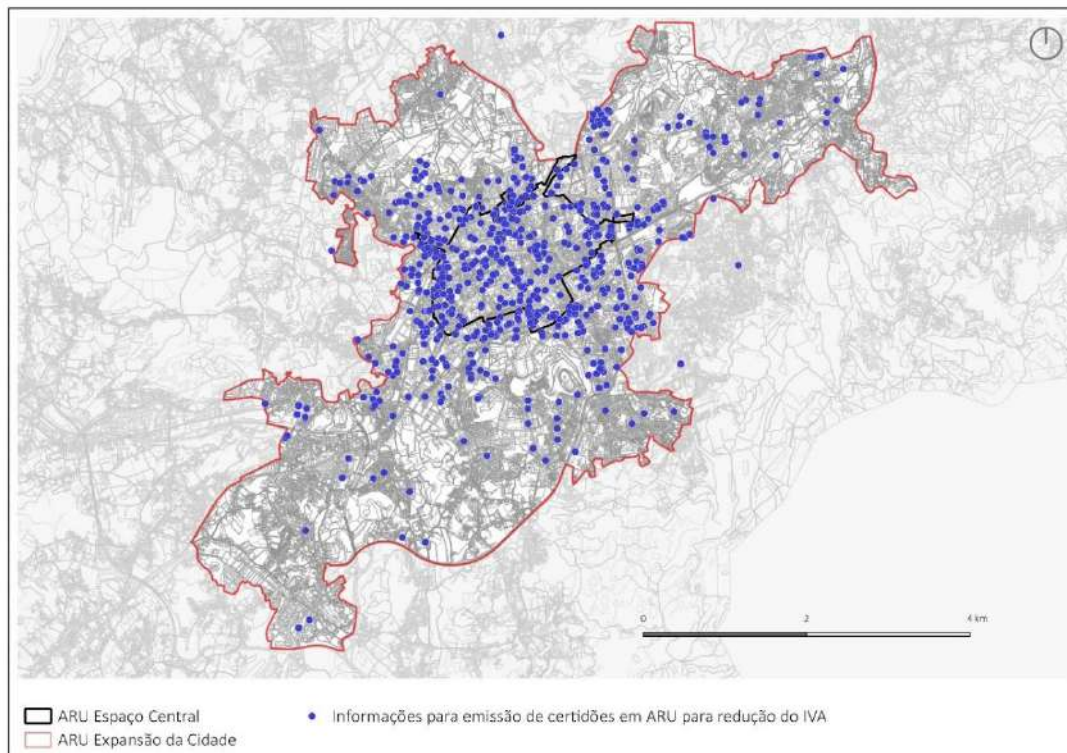 0 2 4 km
ARU Espaço Central
Informações para emissão de certidões em ARU para redução do IVA
ARU Expansão da Cidade